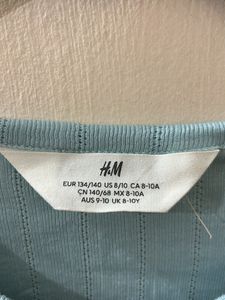 H&M
EUR 134/140 US 8/10 CA 8-10A
CN 140/68 MX 8-10A
AUS 9-10 UK 8-10Y